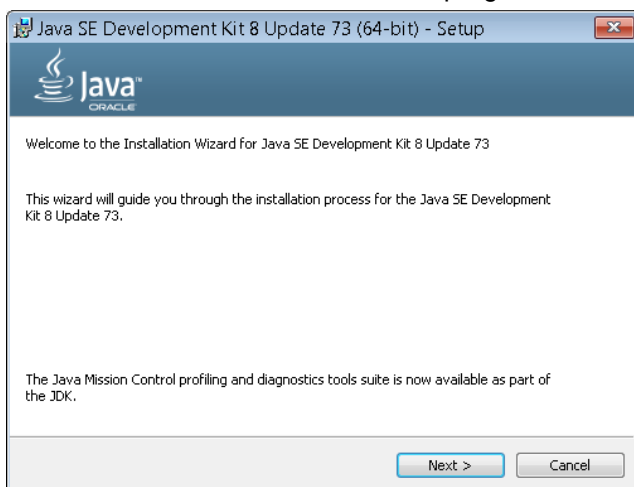 Java SE Development Kit 8 Update 73 (64-bit) - Setup
Java™
ORACLE
Welcome to the Installation Wizard for Java SE Development Kit 8 Update 73
This wizard will guide you through the installation process for the Java SE Development
Kit 8 Update 73.
The Java Mission Control profiling and diagnostics tools suite is now available as part of
the JDK.
Next >
Cancel